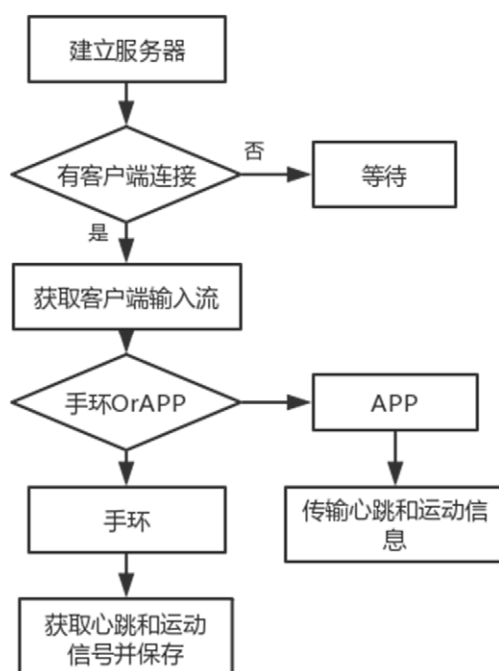 建立服务器
有客户端连接
否
等待
是
获取客户端输入流
手环OrAPP
APP
手环
传输心跳和运动信
息
获取心跳和运动
信号并保存